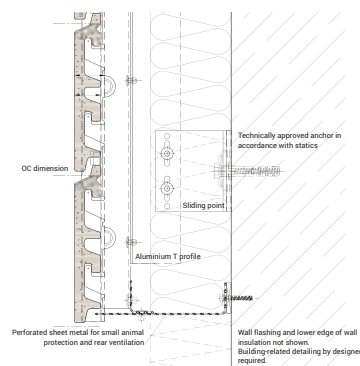 Technically approved anchor in
accordance with statics
OC dimension
Sliding point
Aluminium T profile
Perforated sheet metal for small animal
protection and rear ventilation
Wall flashing and lower edge of wall
insulation not shown.
Building-related detailing by designer
required.